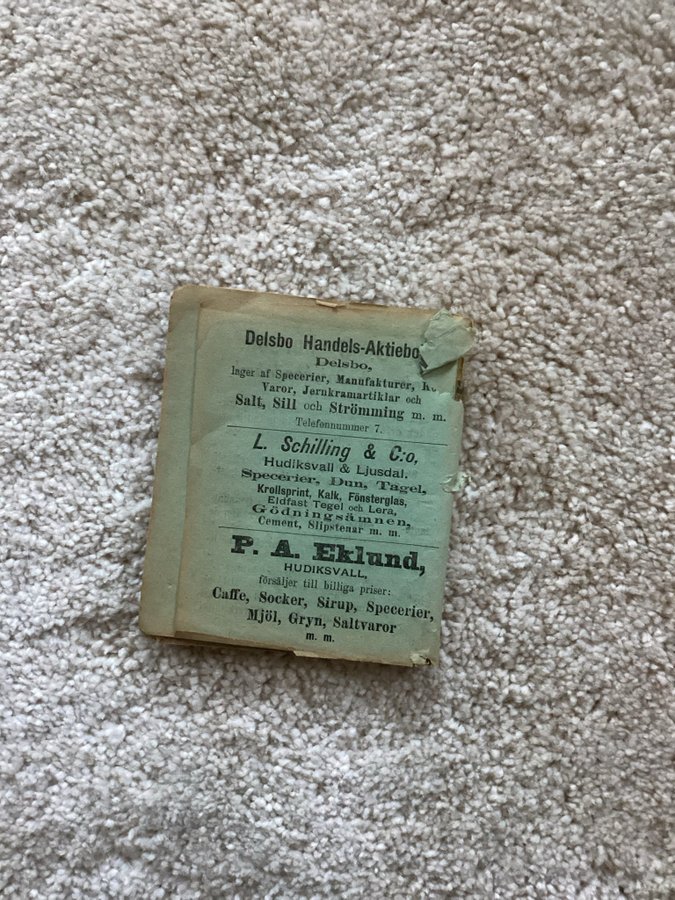 Delsbo Handels-Aktiebo
Delsbo,
lager af Specerier, Manufakturer,
Varor, Jernkramartiklar och
Salt, Sill och Strömming m. m.
Telefonnummer 7.
L. Schilling & C:o,
Hudiksvall & Ljusdal.
Specerier, Dun, Tagel,
Krollsprint, Kalk, Fönsterglas,
Eldfast Tegel och Lera,
Gödningsämnen,
Cement, Slipstenar m. m.
P. A. Eklund,
HUDIKSVALL,
försäljer till billiga priser:
Caffe, Socker, Sirup, Specerier,
Mjöl, Gryn, Saltvaror
m. m.